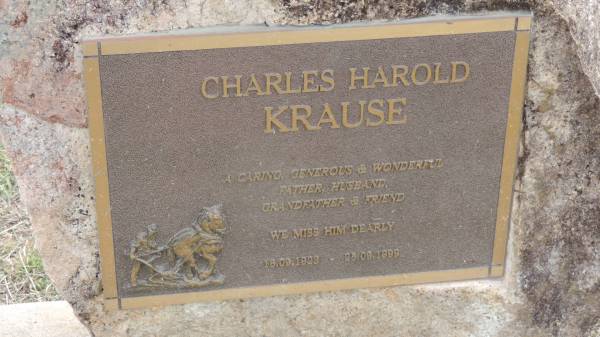 CHARLES HAROLD
KRAUSE
A CARING, GENEROUS & WONDERFUL
FATHER, HUSBAND,
GRANDFATHER & FRIEND
WE MISS HIM DEARLY